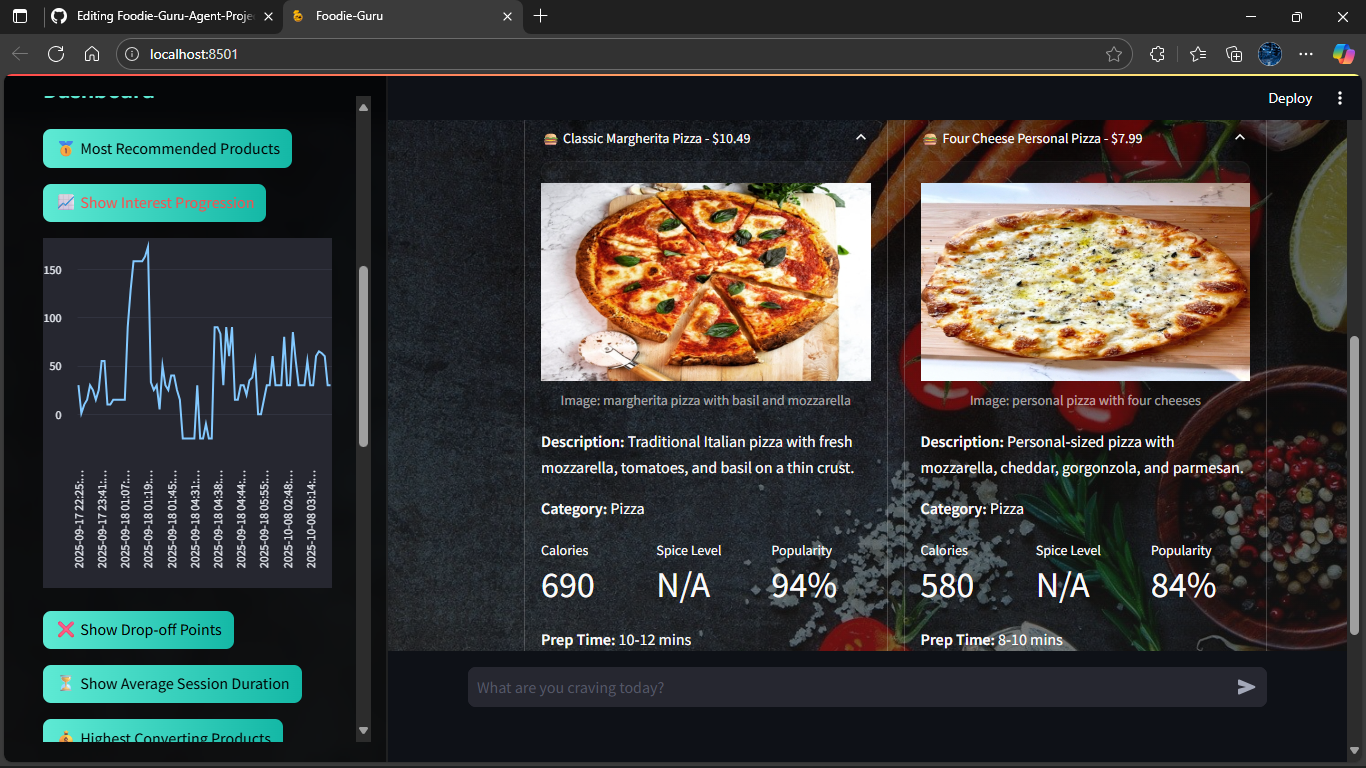 Editing Foodie-Guru-Agent-Proje
Foodie-Guru
localhost:8501
Deploy
Dashboard
Most Recommended Products
Show Interest Progression
150
100
50
0
2025-09-17 22:25:...
2025-09-17 23:41:...
2025-09-18 01:07:...
2025-09-18 01:19:...
2025-09-18 01:45:...
2025-09-18 04:31:...
2025-09-18 04:38:...
2025-09-18 04:44:...
2025-09-18 05:55:...
2025-10-08 02:48:...
2025-10-08 03:14:...
Show Drop-off Points
Show Average Session Duration
Highest Converting Products
Classic Margherita Pizza - $10.49
Image: margherita pizza with basil and mozzarella
Description: Traditional Italian pizza with fresh
mozzarella, tomatoes, and basil on a thin crust.
Category: Pizza
Calories Spice Level Popularity
690 N/A 94%
Prep Time: 10-12 mins
Four Cheese Personal Pizza - $7.99
Image: personal pizza with four cheeses
Description: Personal-sized pizza with
mozzarella, cheddar, gorgonzola, and parmesan.
Category: Pizza
Calories Spice Level Popularity
580 N/A 84%
Prep Time: 8-10 mins
What are you craving today?